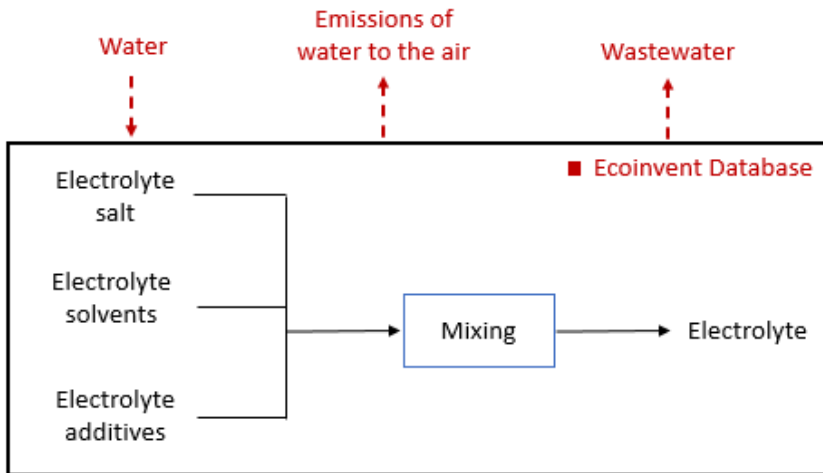 Water
Emissions of
water to the air
Wastewater
■ Ecoinvent Database
Electrolyte
salt
Electrolyte
solvents
Electrolyte
additives
Mixing
Electrolyte